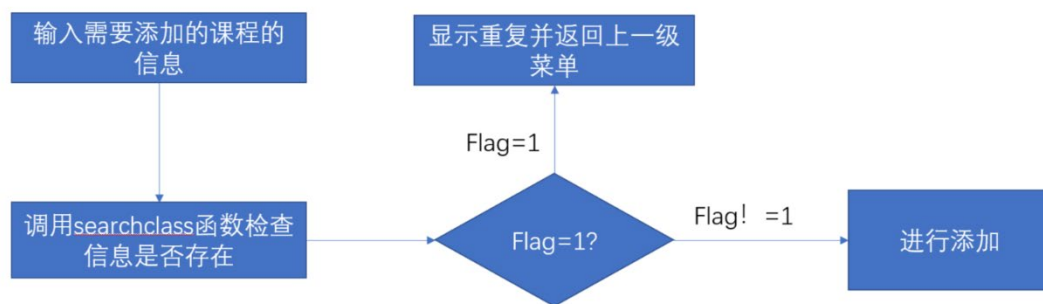 输入需要添加的课程的
信息
显示重复并返回上一级
菜单
Flag=1
调用searchclass函数检查
信息是否存在
Flag=1?
Flag！=1
进行添加